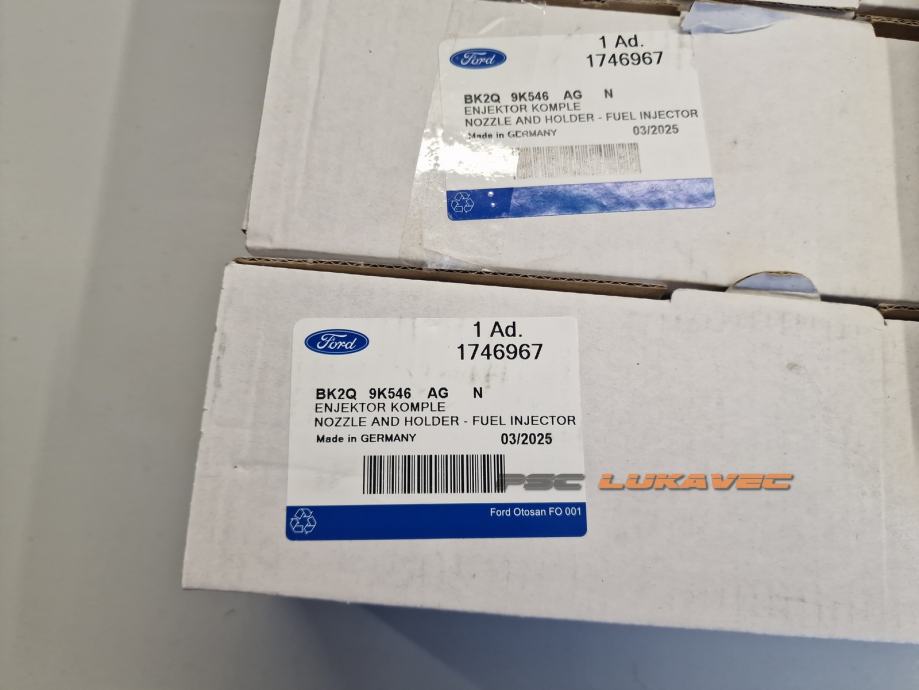 1 Ad.
Ford
1746967
BK2Q 9K546 AG N
ENJEKTOR KOMPLE
NOZZLE AND HOLDER - FUEL INJECTOR
Made in GERMANY 03/2025
1 Ad.
Ford
1746967
BK2Q 9K546 AG N
ENJEKTOR KOMPLE
NOZZLE AND HOLDER - FUEL INJECTOR
Made in GERMANY 03/2025
PSC LUKAVEC
Ford Otosan FO 001